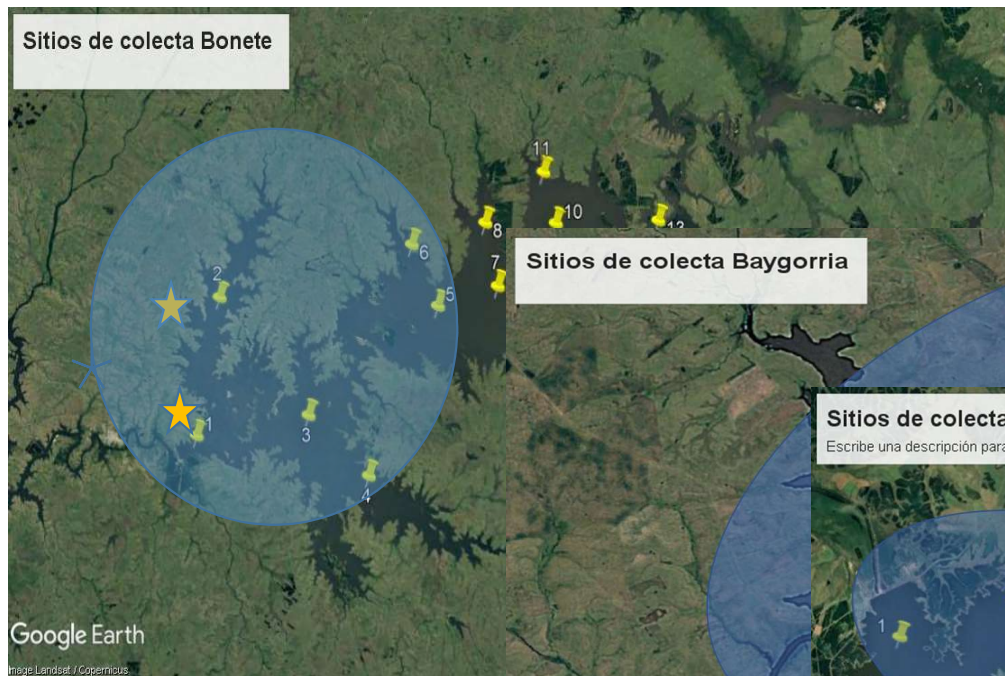 Sitios de colecta Bonete
11
10
13
8
6
7
2
5
Sitios de colecta Baygorria
1
3
4
Sitios de colecta
Escribe una descripción para
1
Google Earth
Image Landsat / Copernicus